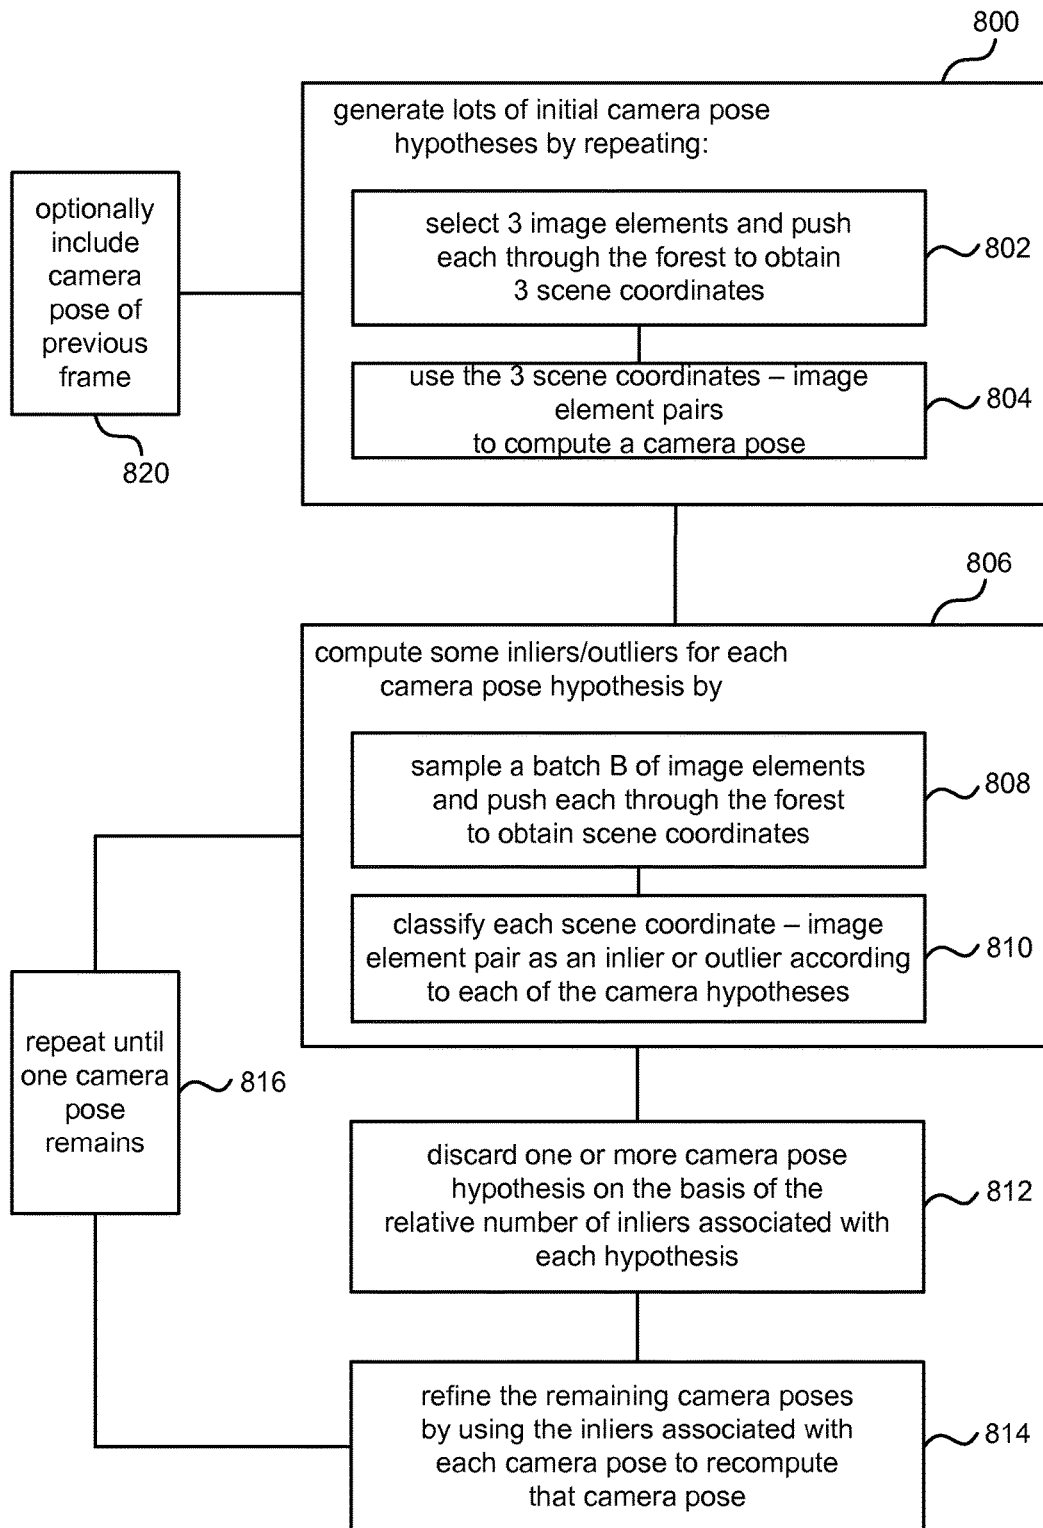 800
generate lots of initial camera pose
hypotheses by repeating:
optionally
include
camera
pose of
previous
frame
820
select 3 image elements and push
each through the forest to obtain
3 scene coordinates
802
use the 3 scene coordinates – image
element pairs
to compute a camera pose
804
806
compute some inliers/outliers for each
camera pose hypothesis by
sample a batch B of image elements
and push each through the forest
to obtain scene coordinates
808
classify each scene coordinate – image
element pair as an inlier or outlier according
to each of the camera hypotheses
810
repeat until
one camera
pose
remains
816
discard one or more camera pose
hypothesis on the basis of the
relative number of inliers associated with
each hypothesis
812
refine the remaining camera poses
by using the inliers associated with
each camera pose to recompute
that camera pose
814